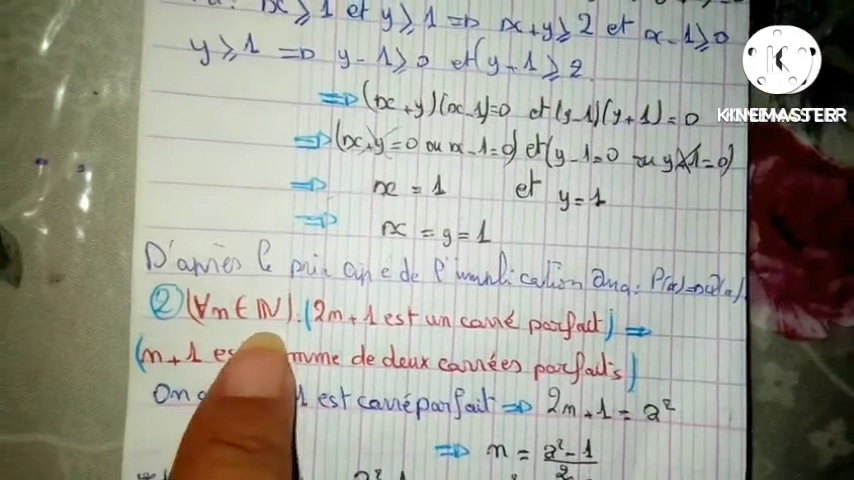 x ≥ 1 et y ≥ 1 ⇒ x+y ≥ 2 et x-1 ≥ 0
y ≥ 1 ⇒ y-1 ≥ 0 et (y+1 ≥ 2
⇒ (x+y)(x-1)=0 et (y-1)(y+1)=0
⇒ (x+y=0 ou x-1=0) et (y-1=0 ou y+1=0)
⇒ x = 1 et y = 1
⇒ x = y = 1
D'après le principe de l'implication on a: P(x) ⇒
② (∀n ∈ ℕ). (2n+1 est un carré parfait) ⇒
(n+1 es mme de deux carrées parfaits)
On 1 est carré parfait ⇒ 2n+1 = a²
⇒ n = (a²-1)/2
KINEMASTER